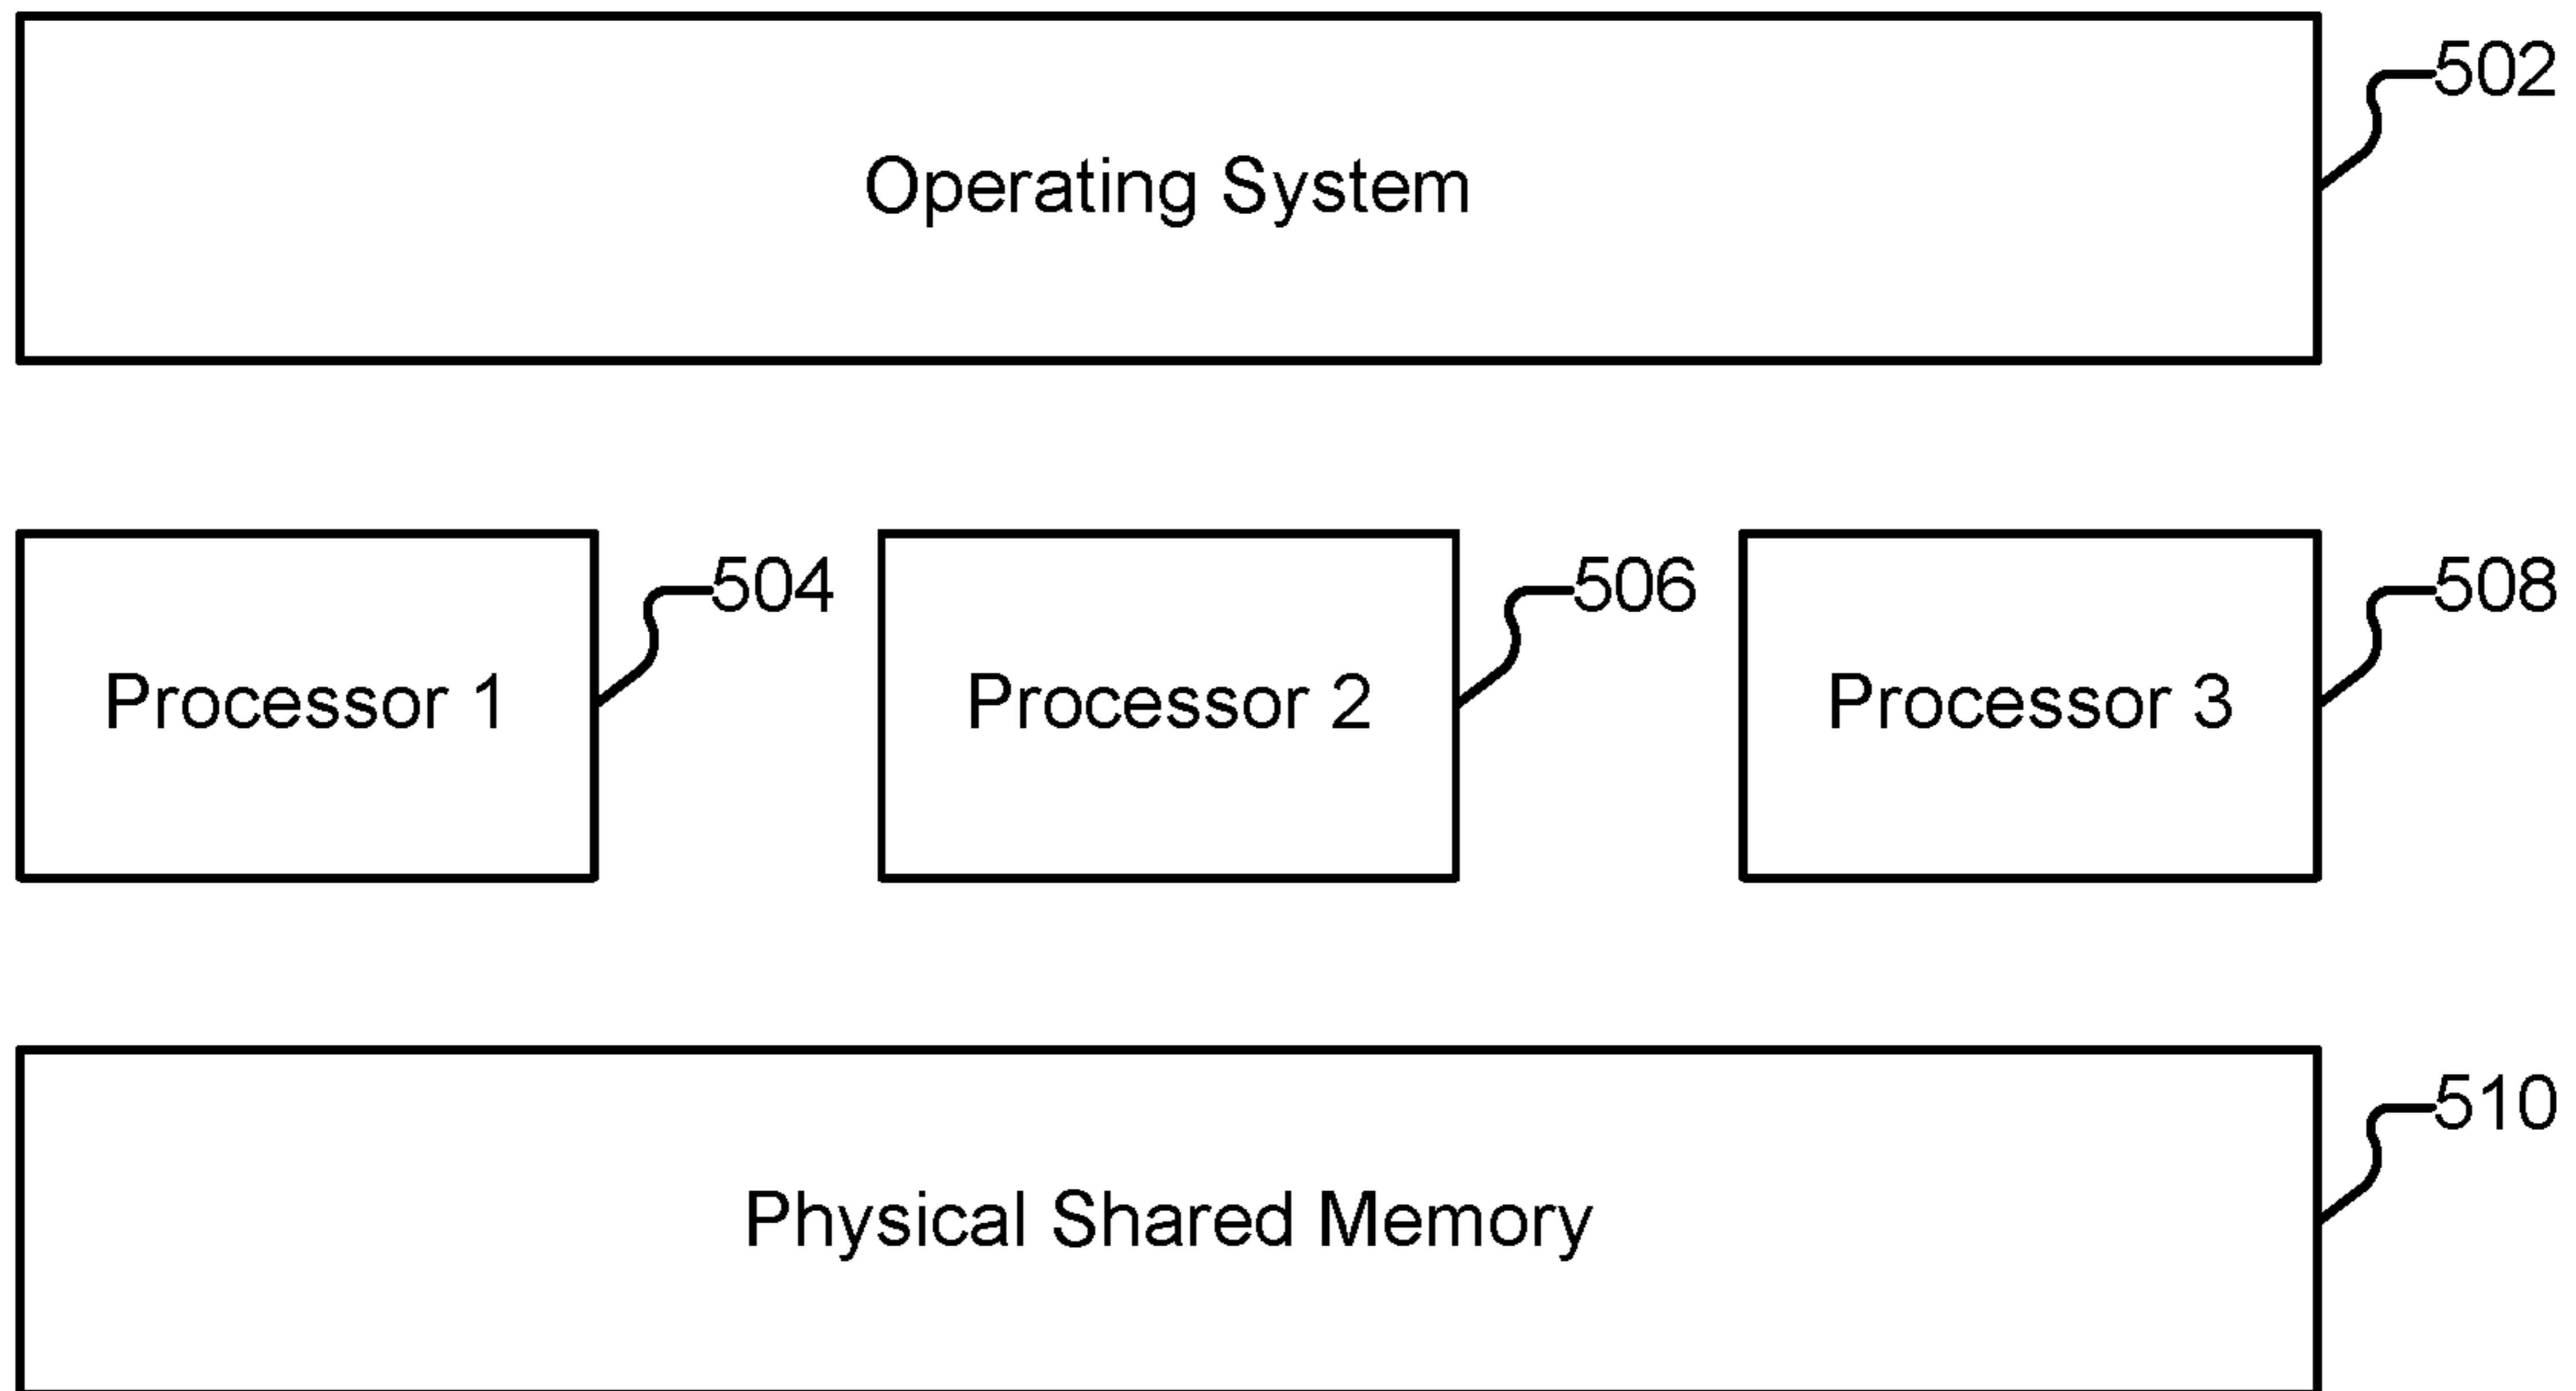 502
Operating System
504
506
508
Processor 1
Processor 2
Processor 3
510
Physical Shared Memory